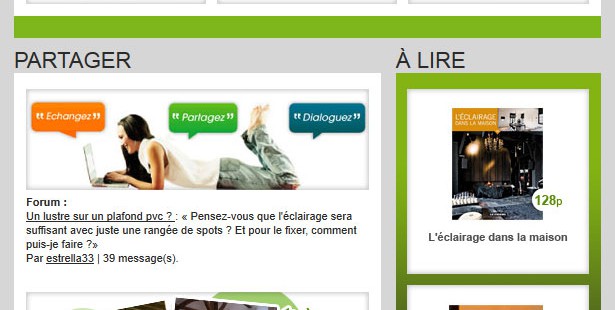 PARTAGER
“Echangez”
“Partagez”
“Dialoguez”
Forum :
Un lustre sur un plafond pvc ? : « Pensez-vous que l'éclairage sera
suffisant avec juste une rangée de spots ? Et pour le fixer, comment
puis-je faire ?»
Par estrella33 | 39 message(s).
À LIRE
L'ÉCLAIRAGE
DANS LA MAISON
128p
L'éclairage dans la maison